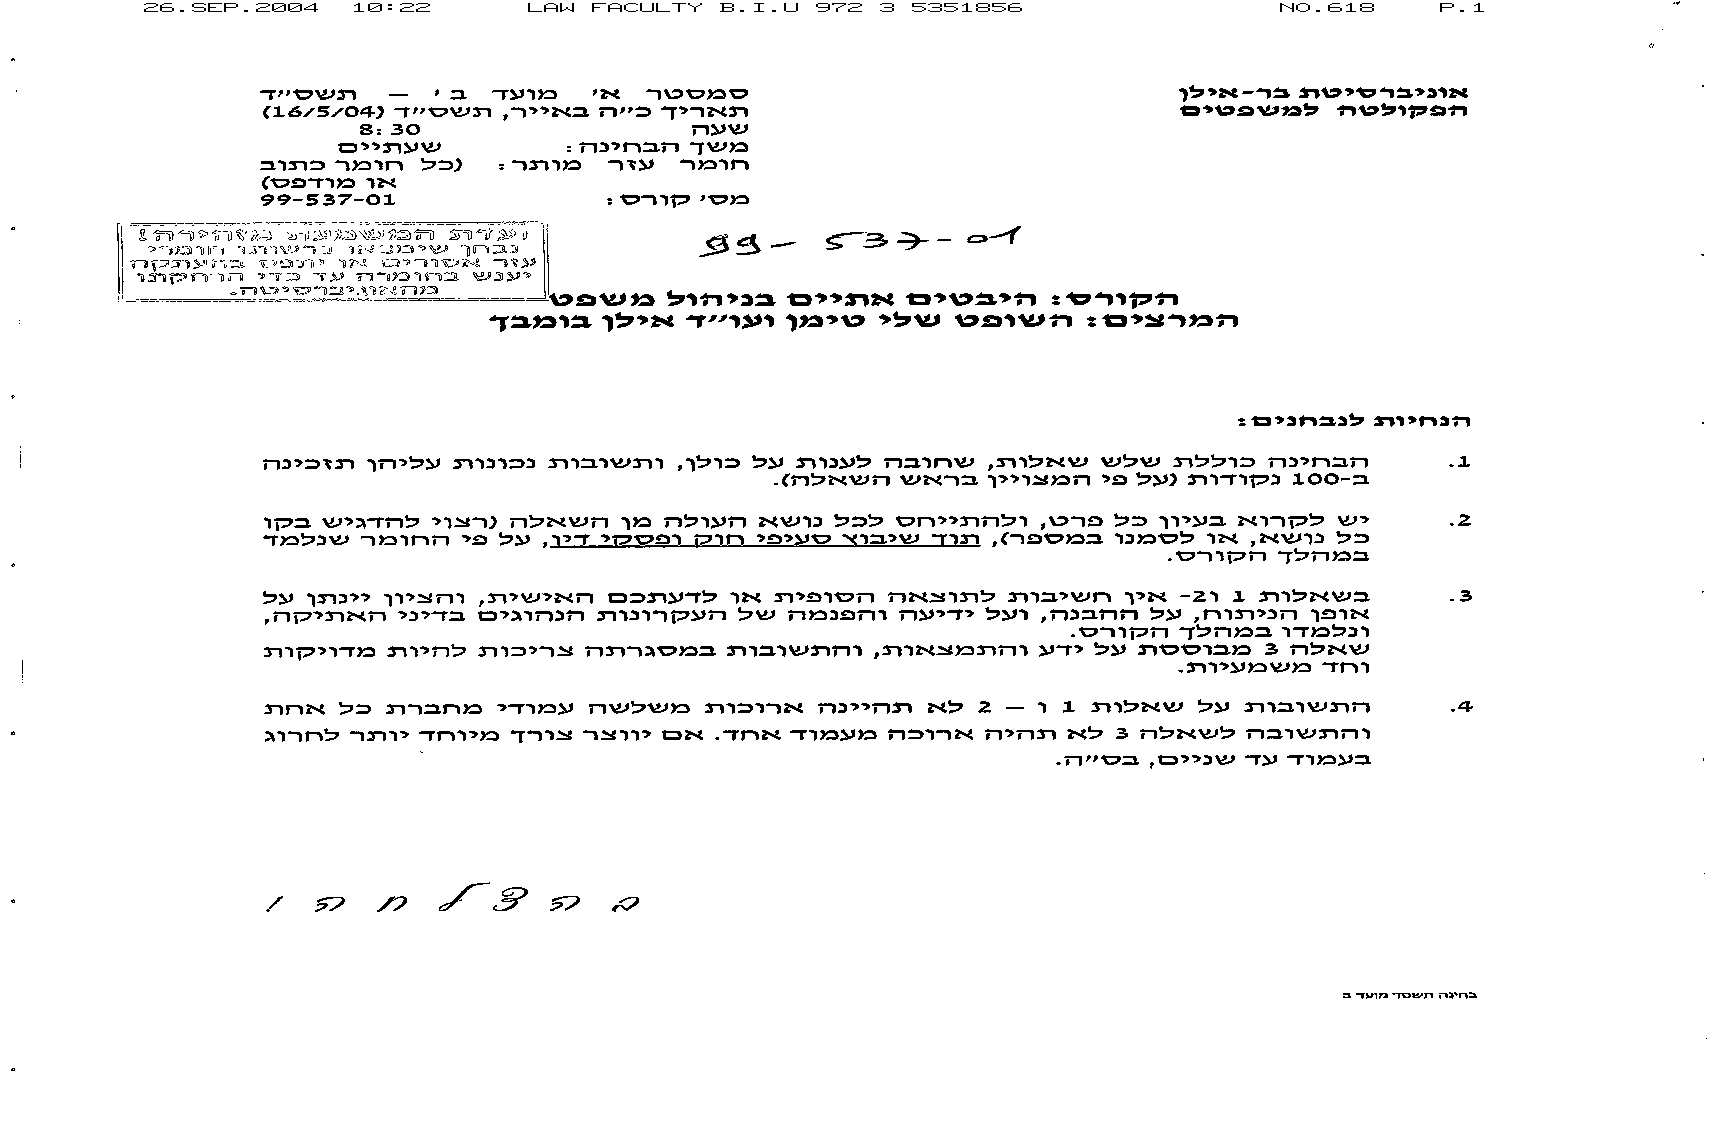 26.SEP.2004 10:22 LAW FACULTY B.I.U 972 3 5351856 NO.618 P.1
אוניברסיטת בר-אילן
הפקולטה למשפטים
סמסטר א' מועד ב' – תשס"ד
תאריך כ"ה באייר, תשס"ד (16/5/04)
שעה 8:30
משך הבחינה: שעתיים
חומר עזר מותר: (כל חומר כתוב
או מודפס)
מס' קורס: 99-537-01
ועדת המשמעת מזהירה!
נבחן שימצאו ברשותו חומרי
עזר אסורים או יתפס בהעתקה
יענש בחומרה עד כדי הרחקתו
מהאוניברסיטה.
99-537-01
הקורס: היבטים אתיים בניהול משפט
המרצים: השופט שלי טימן ועו"ד אילן בומבך
הנחיות לנבחנים:
1. הבחינה כוללת שלש שאלות, שחובה לענות על כולן, ותשובות נכונות עליהן תזכינה
ב-100 נקודות (על פי המצויין בראש השאלה).
2. יש לקרוא בעיון כל פרט, ולהתייחס לכל נושא העולה מן השאלה (רצוי להדגיש בקו
כל נושא, או לסמנו במספר), תוך שיבוץ סעיפי חוק ופסקי דין, על פי החומר שנלמד
במהלך הקורס.
3. בשאלות 1 ו2- אין חשיבות לתוצאה הסופית או לדעתכם האישית, והציון יינתן על
אופן הניתוח, על ההבנה, ועל ידיעה והפנמה של העקרונות הנהוגים בדיני האתיקה,
ונלמדו במהלך הקורס.
שאלה 3 מבוססת על ידע והתמצאות, והתשובות במסגרתה צריכות להיות מדויקות
וחד משמעיות.
4. התשובות על שאלות 1 ו – 2 לא תהיינה ארוכות משלשה עמודי מחברת כל אחת
והתשובה לשאלה 3 לא תהיה ארוכה מעמוד אחד. אם יווצר צורך מיוחד יותר לחרוג
בעמוד עד שניים, בס"ה.
בהצלחה!
בחינה תשסד מועד ב